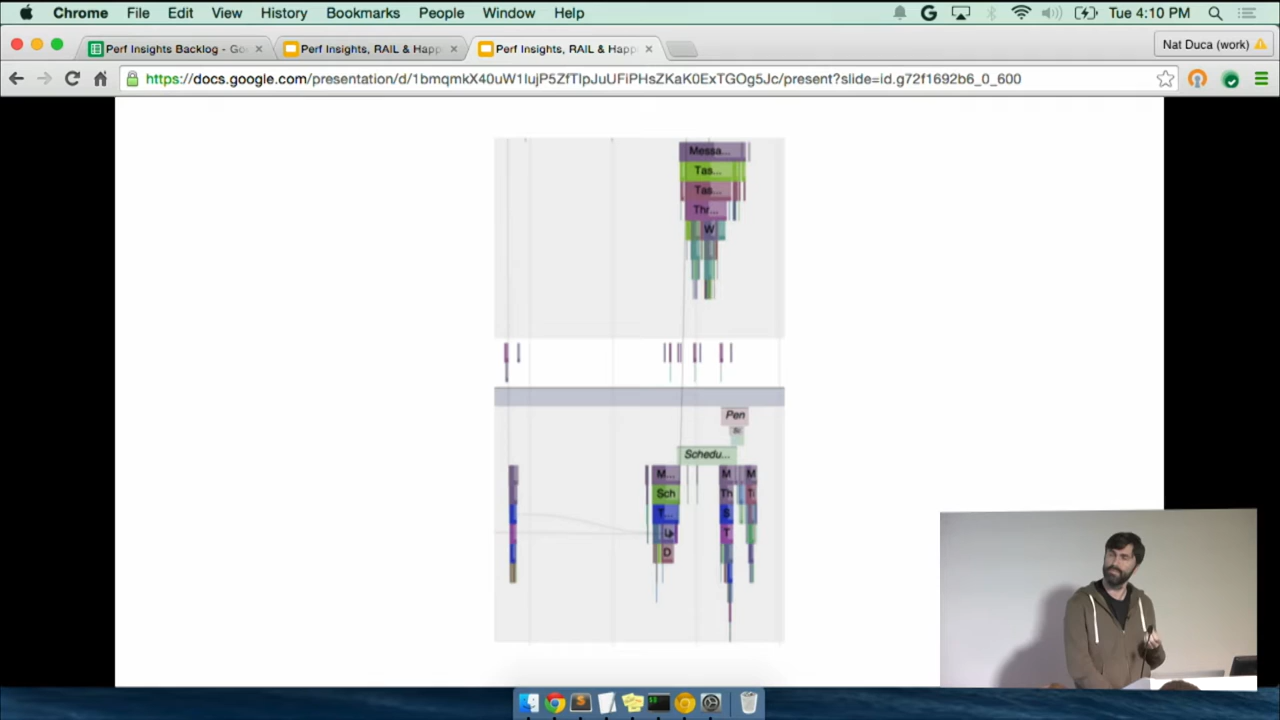 Chrome File Edit View History Bookmarks People Window Help Tue 4:10 PM
Perf Insights Backlog - Go Perf Insights, RAIL & Happ Perf Insights, RAIL & Happ Nat Duca (work)
https://docs.google.com/presentation/d/1bmqmkX40uW1IujP5ZfTlpJuUFiPHsZKaK0ExTGOg5Jc/present?slide=id.g72f1692b6_0_600
Messa...
Tas...
Tas...
Thr...
W
Pen
Schedu...
M... M M
Sch Th
T... S
T
D